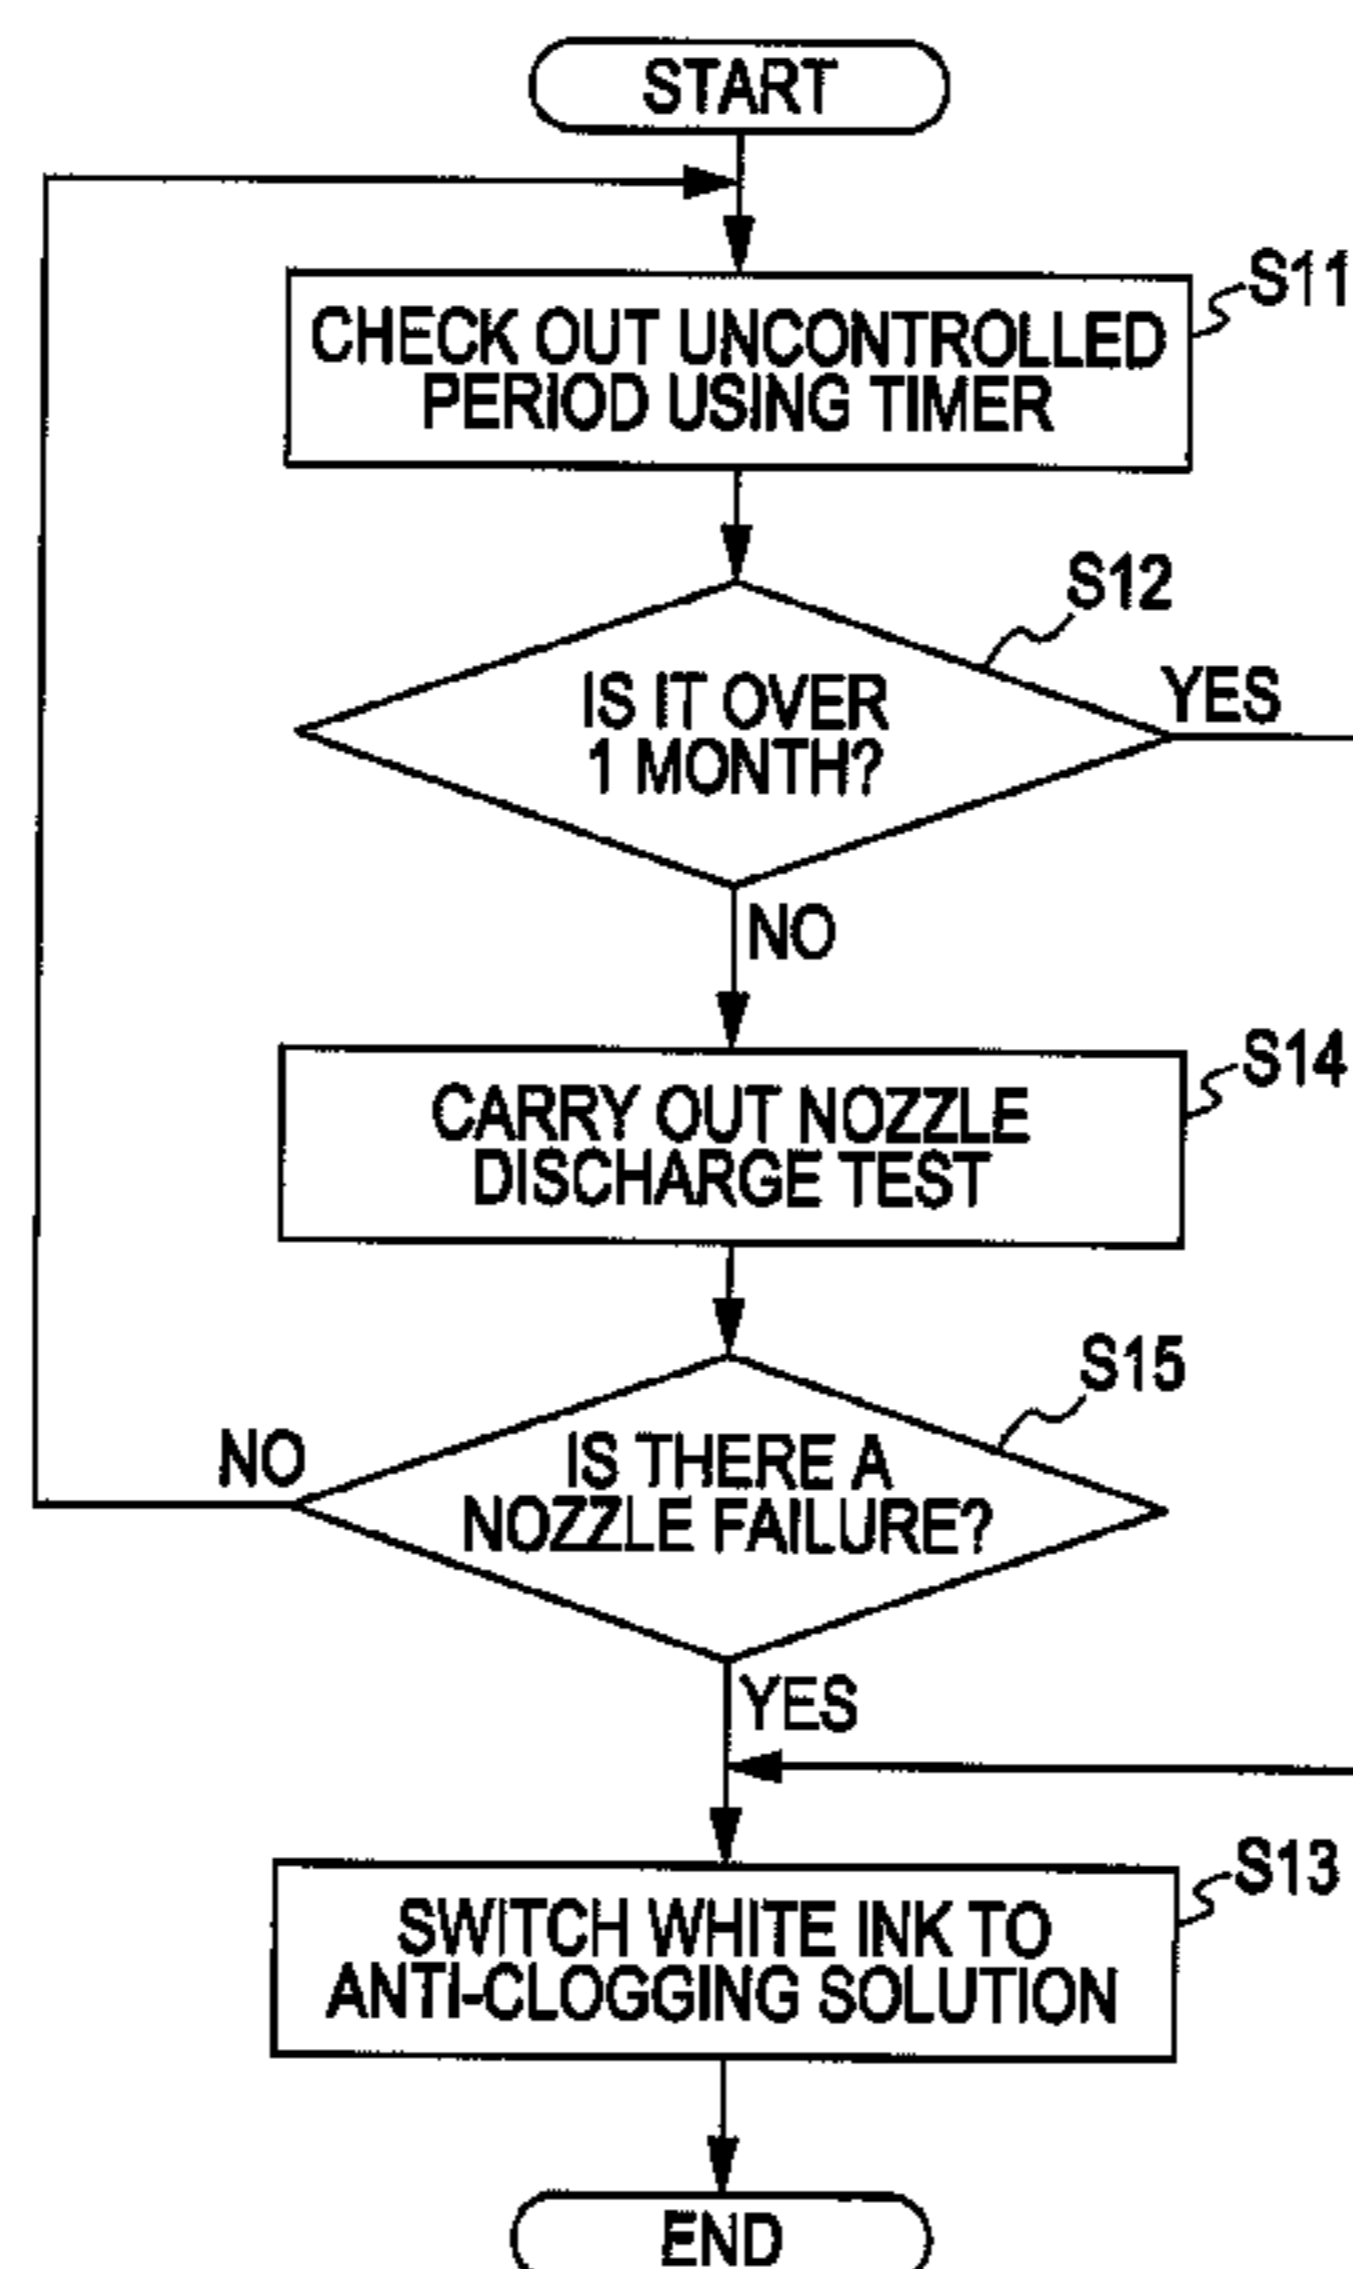 START
S11
CHECK OUT UNCONTROLLED
PERIOD USING TIMER
S12
IS IT OVER
1 MONTH?
YES
NO
S14
CARRY OUT NOZZLE
DISCHARGE TEST
S15
IS THERE A
NOZZLE FAILURE?
NO
YES
S13
SWITCH WHITE INK TO
ANTI-CLOGGING SOLUTION
END